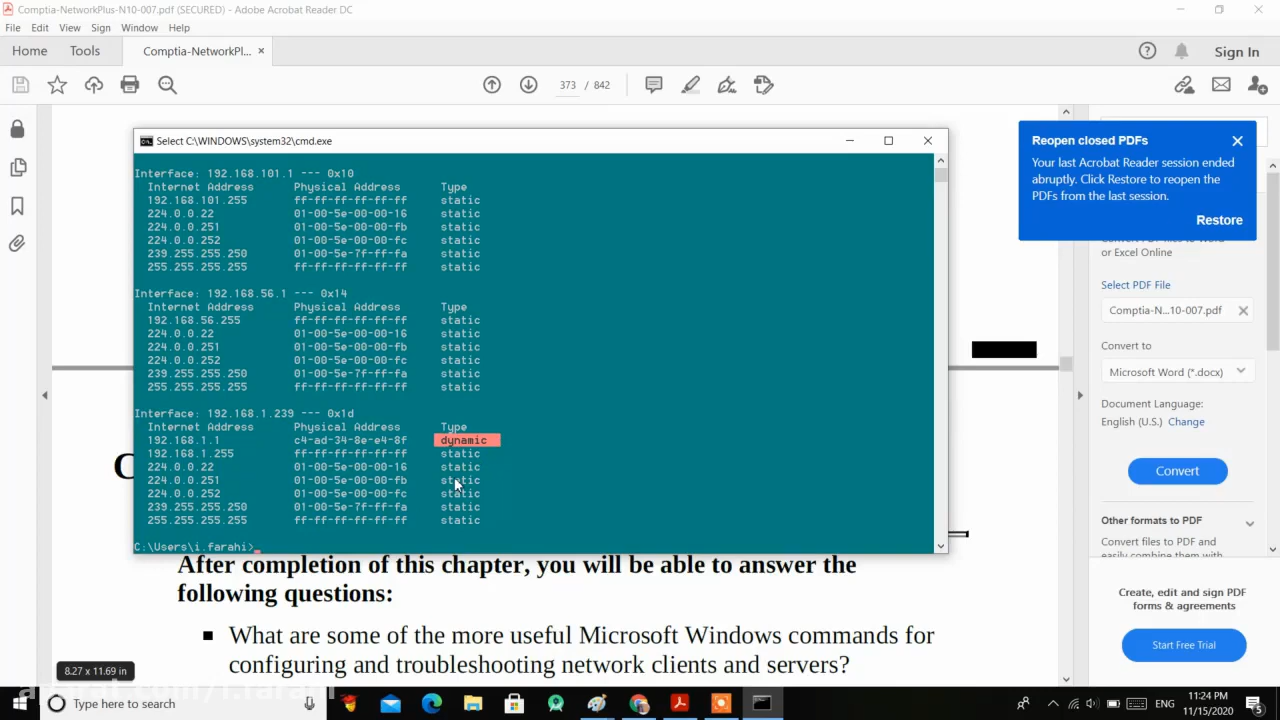 Comptia-NetworkPlus-N10-007.pdf (SECURED) - Adobe Acrobat Reader DC
File Edit View Sign Window Help
Home Tools Comptia-NetworkPl... × Sign In
373 / 842
Select C:\WINDOWS\system32\cmd.exe
Interface: 192.168.101.1 --- 0x10
Internet Address Physical Address Type
192.168.101.255 ff-ff-ff-ff-ff-ff static
224.0.0.22 01-00-5e-00-00-16 static
224.0.0.251 01-00-5e-00-00-fb static
224.0.0.252 01-00-5e-00-00-fc static
239.255.255.250 01-00-5e-7f-ff-fa static
255.255.255.255 ff-ff-ff-ff-ff-ff static
Interface: 192.168.56.1 --- 0x14
Internet Address Physical Address Type
192.168.56.255 ff-ff-ff-ff-ff-ff static
224.0.0.22 01-00-5e-00-00-16 static
224.0.0.251 01-00-5e-00-00-fb static
224.0.0.252 01-00-5e-00-00-fc static
239.255.255.250 01-00-5e-7f-ff-fa static
255.255.255.255 ff-ff-ff-ff-ff-ff static
Interface: 192.168.1.239 --- 0x1d
Internet Address Physical Address Type
192.168.1.1 c4-ad-34-8e-e4-8f dynamic
192.168.1.255 ff-ff-ff-ff-ff-ff static
224.0.0.22 01-00-5e-00-00-16 static
224.0.0.251 01-00-5e-00-00-fb static
224.0.0.252 01-00-5e-00-00-fc static
239.255.255.250 01-00-5e-7f-ff-fa static
255.255.255.255 ff-ff-ff-ff-ff-ff static
C:\Users\i.farahi>
Reopen closed PDFs
Your last Acrobat Reader session ended
abruptly. Click Restore to reopen the
PDFs from the last session.
Restore
or Excel Online
Select PDF File
Comptia-N...10-007.pdf
Convert to
Microsoft Word (*.docx)
Document Language:
English (U.S.) Change
Convert
Other formats to PDF
Convert files to PDF and
easily combine them with
Create, edit and sign PDF
forms & agreements
Start Free Trial
C
After completion of this chapter, you will be able to answer the
following questions:
■ What are some of the more useful Microsoft Windows commands for
configuring and troubleshooting network clients and servers?
8.27 x 11.69 in
Type here to search
ENG
11:24 PM
11/15/2020
5